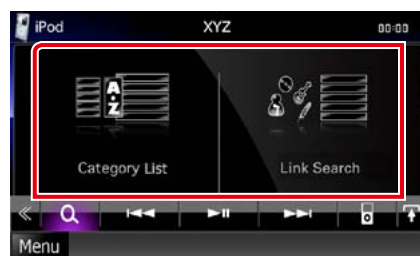 iPod XYZ 00:00
A
Z
Category List Link Search
Menu